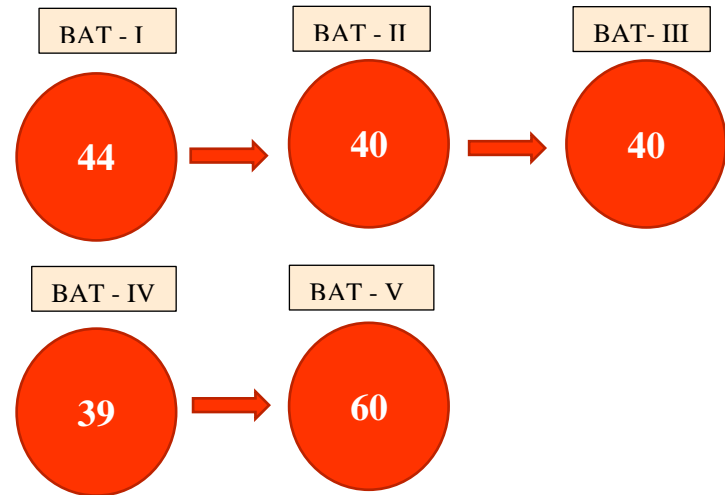 BAT - I
BAT - II
BAT- III
44
40
40
BAT - IV
BAT - V
39
60